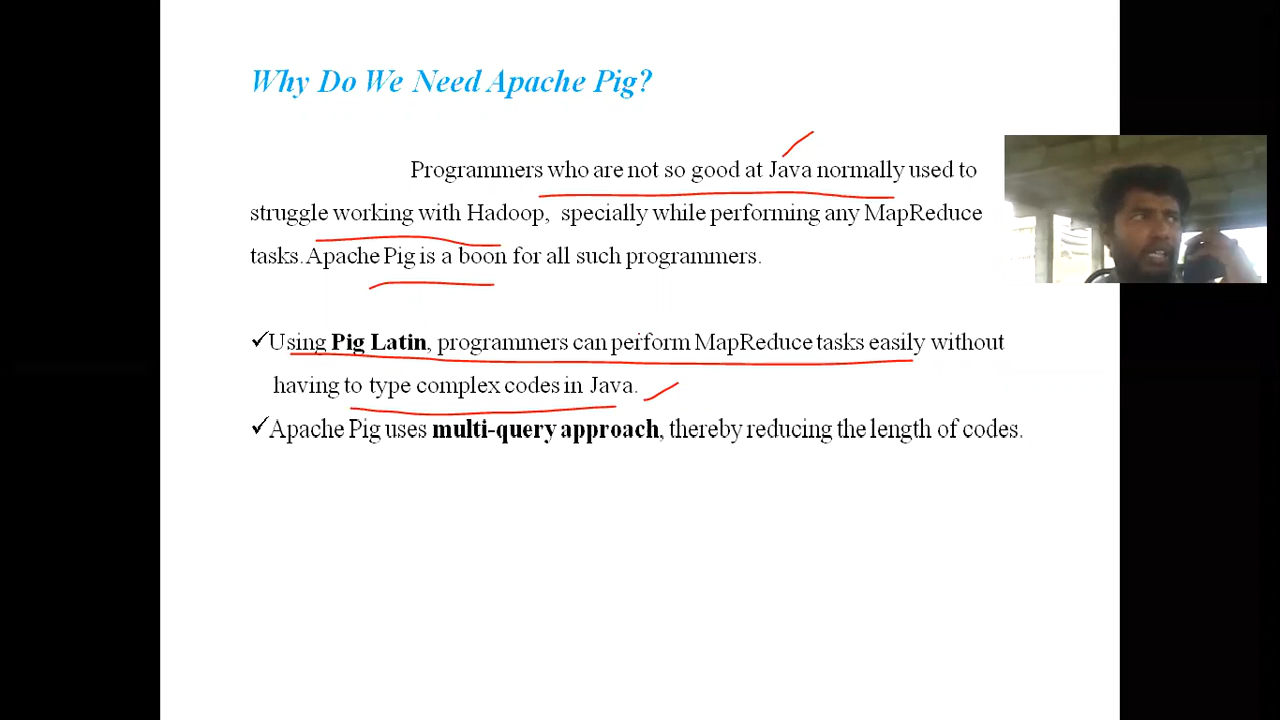 Why Do We Need Apache Pig?
Programmers who are not so good at Java normally used to
struggle working with Hadoop, specially while performing any MapReduce
tasks. Apache Pig is a boon for all such programmers.
✓Using Pig Latin, programmers can perform MapReduce tasks easily without
having to type complex codes in Java.
✓Apache Pig uses multi-query approach, thereby reducing the length of codes.